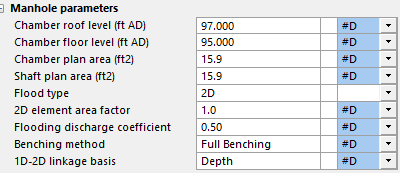 Manhole parameters
Chamber roof level (ft AD) 97.000 #D
Chamber floor level (ft AD) 95.000 #D
Chamber plan area (ft2) 15.9 #D
Shaft plan area (ft2) 15.9 #D
Flood type 2D
2D element area factor 1.0 #D
Flooding discharge coefficient 0.50 #D
Benching method Full Benching #D
1D-2D linkage basis Depth #D